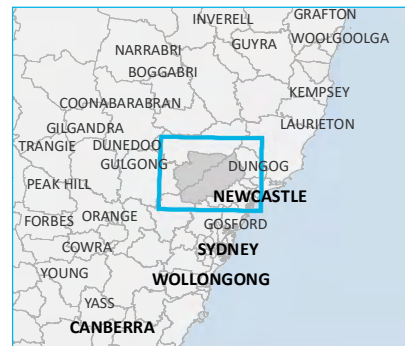 INVERELL
GRAFTON
GUYRA
WOOLGOOLGA
NARRABRI
BOGGABRI
KEMPSEY
COONABARABRAN
LAURIETON
GILGANDRA
TRANGIE
DUNEDOO
GULGONG
DUNGOG
PEAK HILL
NEWCASTLE
FORBES
ORANGE
GOSFORD
COWRA
SYDNEY
YOUNG
WOLLONGONG
YASS
CANBERRA